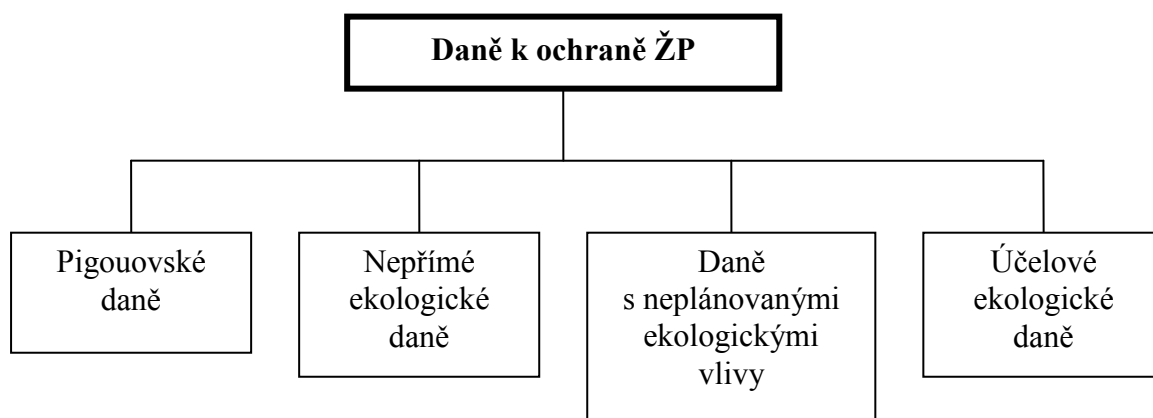 Daně k ochraně ŽP
Pigouovské
daně
Nepřímé
ekologické
daně
Daně
s neplánovanými
ekologickými
vlivy
Účelové
ekologické
daně